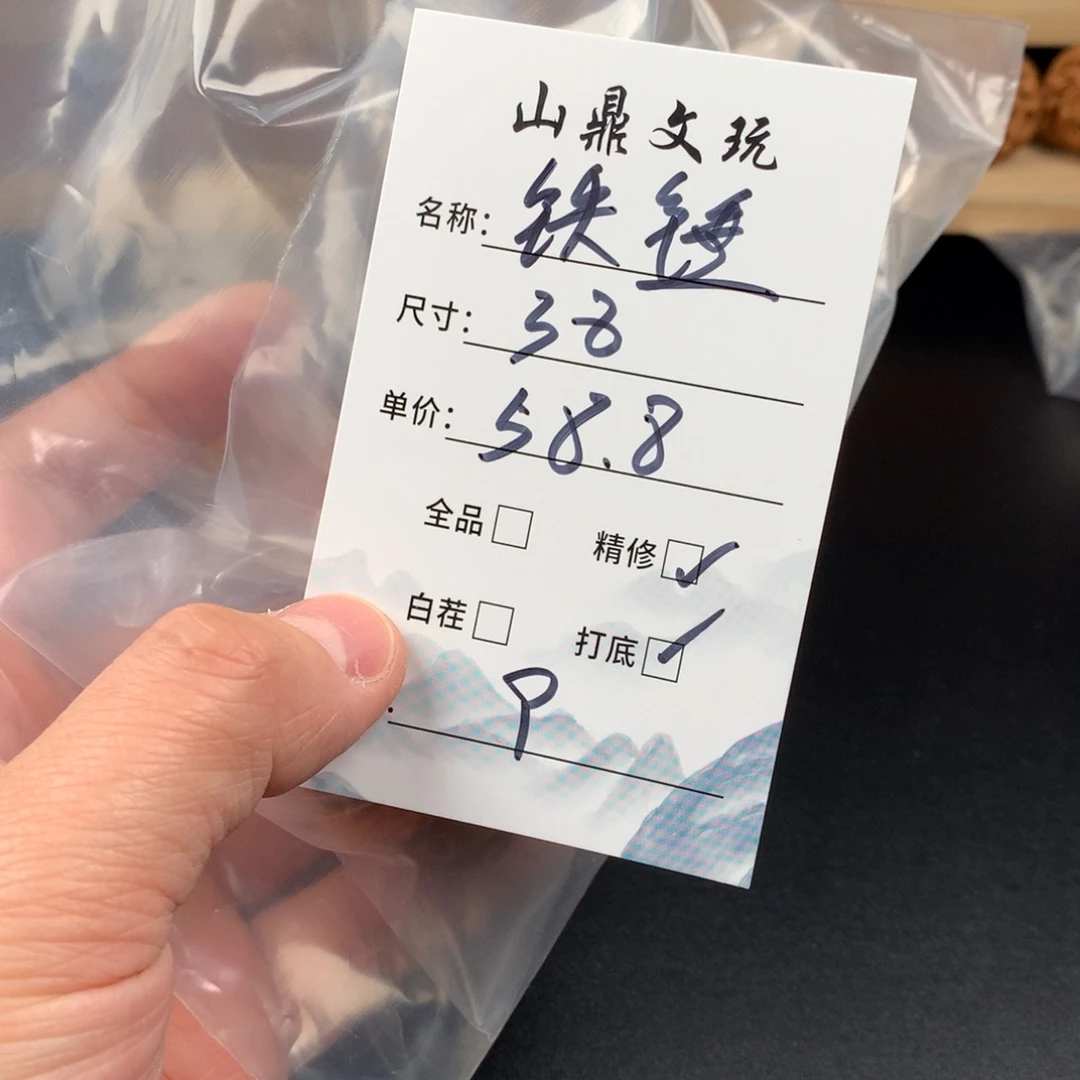 山鼎文玩
名称：铁锤
尺寸：38
单价：58.8
全品 精修 ✓
白茬 打底 ✓
: P